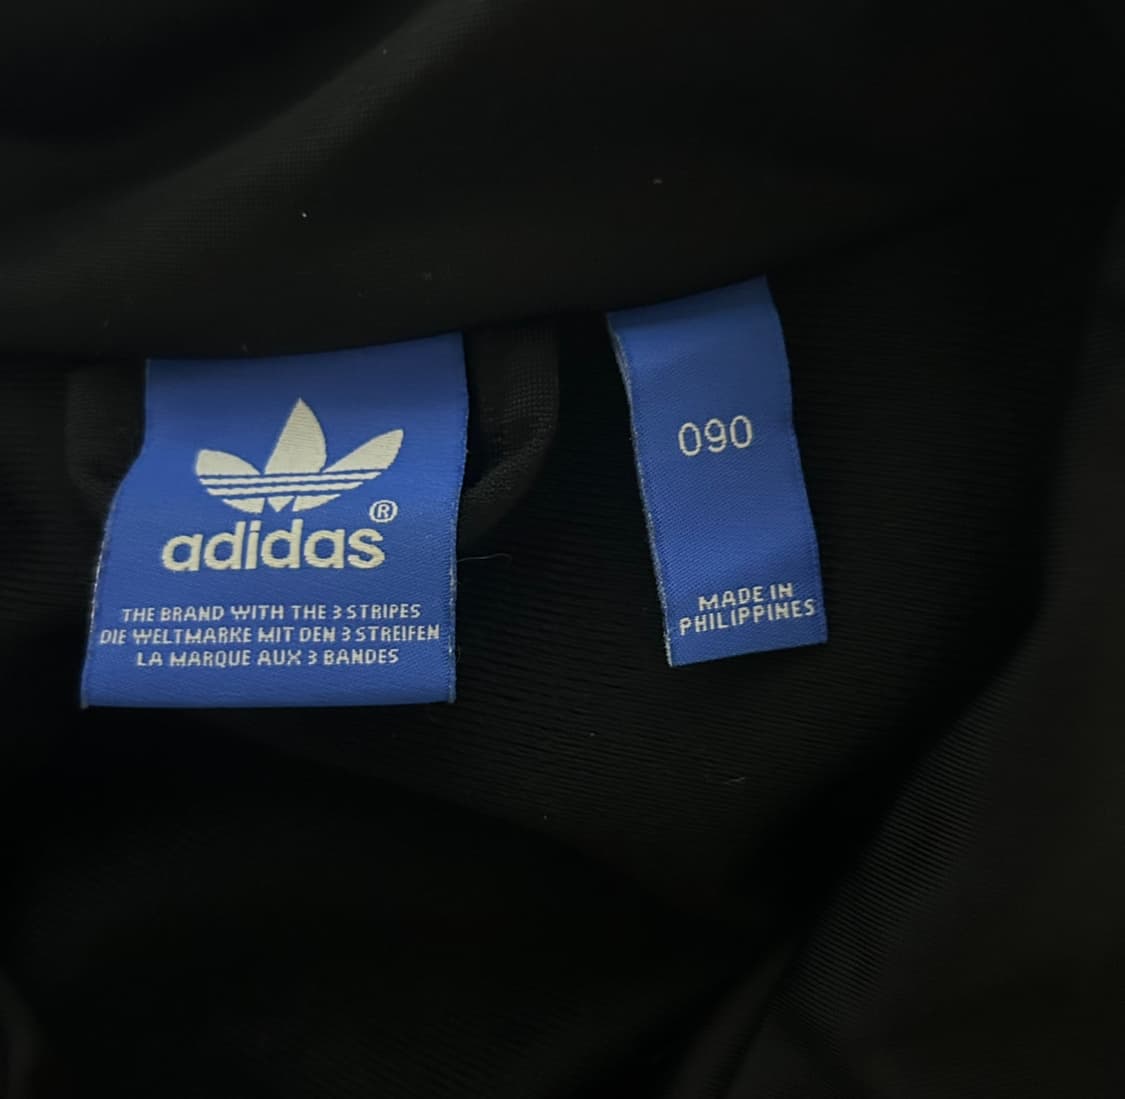 adidas®
THE BRAND WITH THE 3 STRIPES
DIE WELTMARKE MIT DEN 3 STREIFEN
LA MARQUE AUX 3 BANDES
090
MADE IN
PHILIPPINES